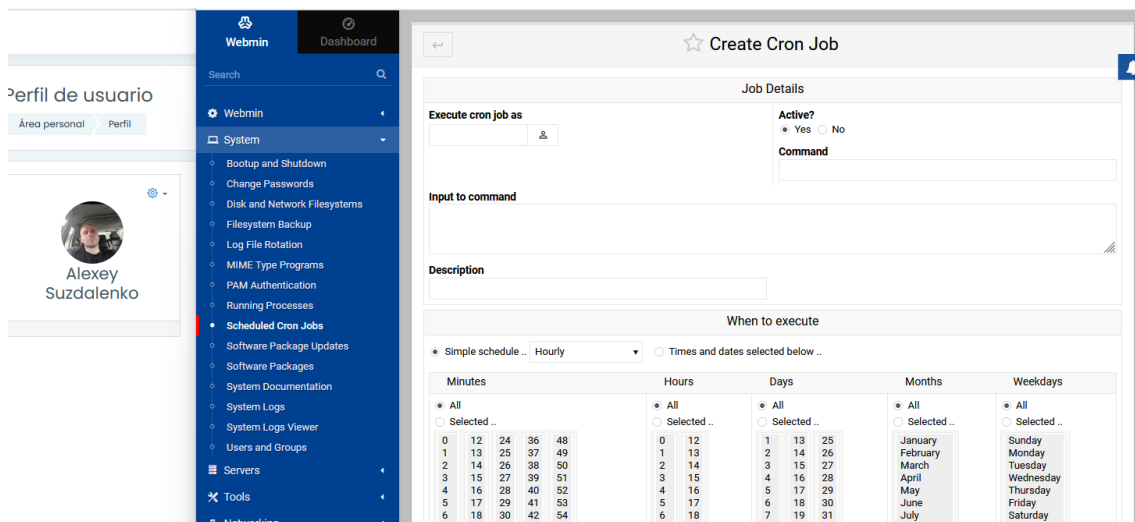 Perfil de usuario
Área personal
Perfil
Alexey
Suzdalenko
Webmin
Dashboard
Search
Webmin
System
Bootup and Shutdown
Change Passwords
Disk and Network Filesystems
Filesystem Backup
Log File Rotation
MIME Type Programs
PAM Authentication
Running Processes
Scheduled Cron Jobs
Software Package Updates
Software Packages
System Documentation
System Logs
System Logs Viewer
Users and Groups
Servers
Tools
Networking
Create Cron Job
Job Details
Execute cron job as
Active?
Yes No
Command
Input to command
Description
When to execute
Simple schedule .. Hourly Times and dates selected below ..
Minutes Hours Days Months Weekdays
All All All All All
Selected .. Selected .. Selected .. Selected .. Selected ..
0 12 24 36 48 0 12 1 13 25 January Sunday
1 13 25 37 49 1 13 2 14 26 February Monday
2 14 26 38 50 2 14 3 15 27 March Tuesday
3 15 27 39 51 3 15 4 16 28 April Wednesday
4 16 28 40 52 4 16 5 17 29 May Thursday
5 17 29 41 53 5 17 6 18 30 June Friday
6 18 30 42 54 6 18 7 19 31 July Saturday